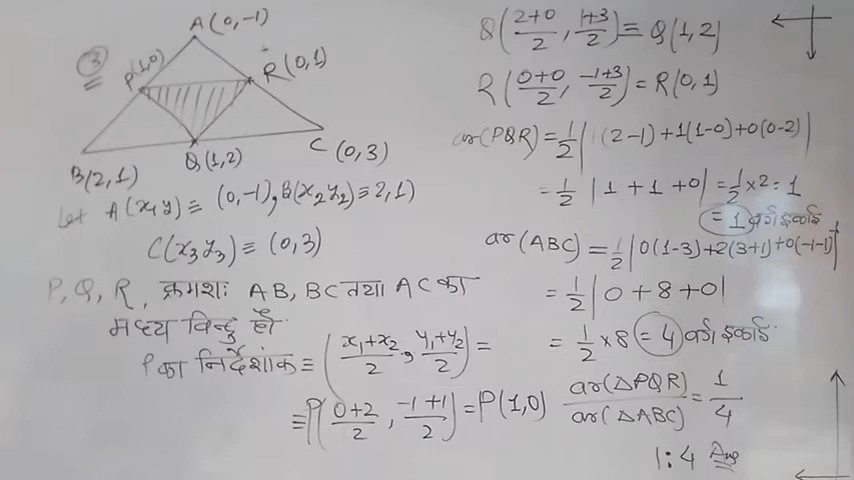 ③
A(0,-1)
P(1,0)
R(0,1)
B(2,1)
Q(1,2)
C(0,3)
Let A(x₁y₁) ≡ (0,-1), B(x₂y₂) ≡ 2,1)
C(x₃y₃) ≡ (0,3)
P, Q, R, क्रमशः AB, BC तथा AC का
मध्य बिन्दु है।
P का निर्देशांक ≡ (x₁+x₂/2, y₁+y₂/2) =
≡ P(0+2/2, -1+1/2) = P(1,0)
Q(2+0/2, 1+3/2) ≡ Q(1,2)
R(0+0/2, -1+3/2) = R(0,1)
ar(PQR) = 1/2 |1(2-1)+1(1-0)+0(0-2)|
= 1/2 |1+1+0| = 1/2 × 2 = 1
= 1 वर्ग इकाई
ar(ABC) = 1/2 |0(1-3)+2(3+1)+0(-1-1)|
= 1/2 |0+8+0|
= 1/2 × 8 = 4 वर्ग इकाई
ar(△PQR)/ar(△ABC) = 1/4
1:4 Ans